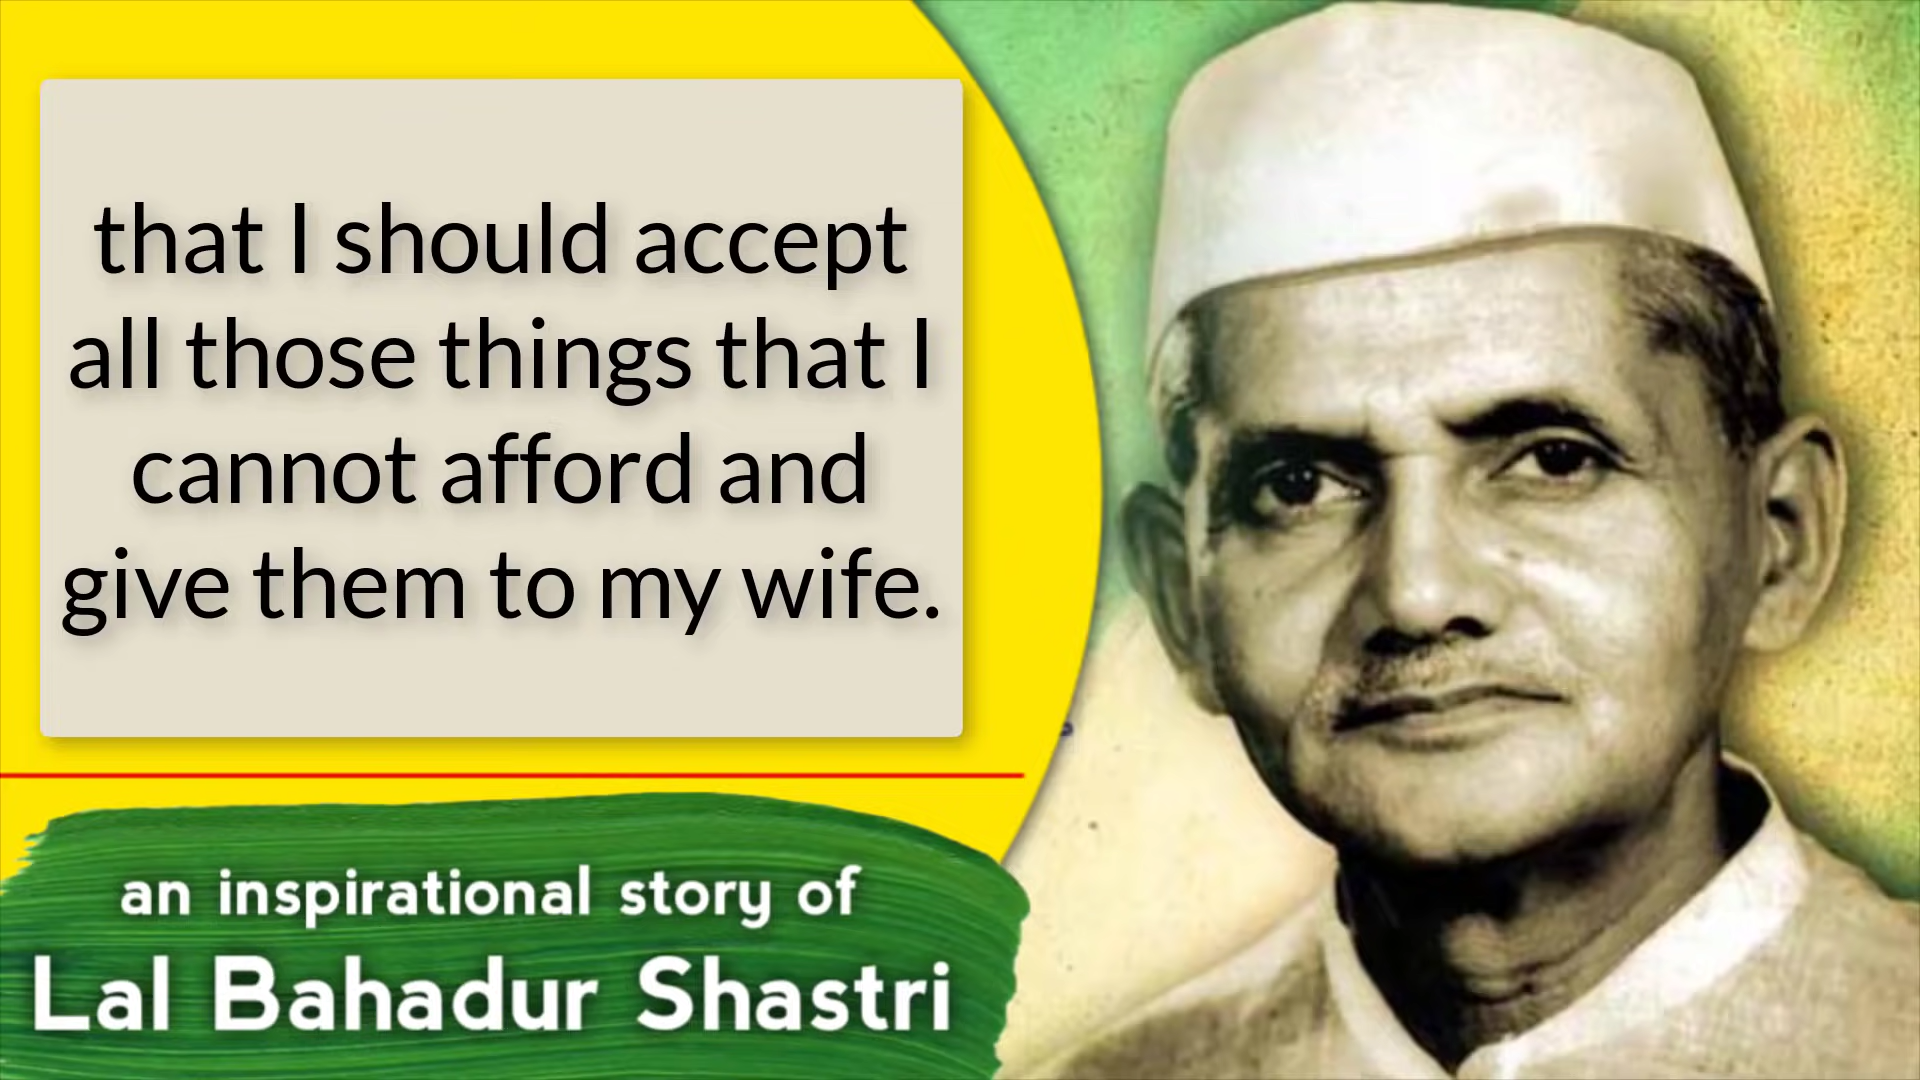 that I should accept
all those things that I
cannot afford and
give them to my wife.
an inspirational story of
Lal Bahadur Shastri